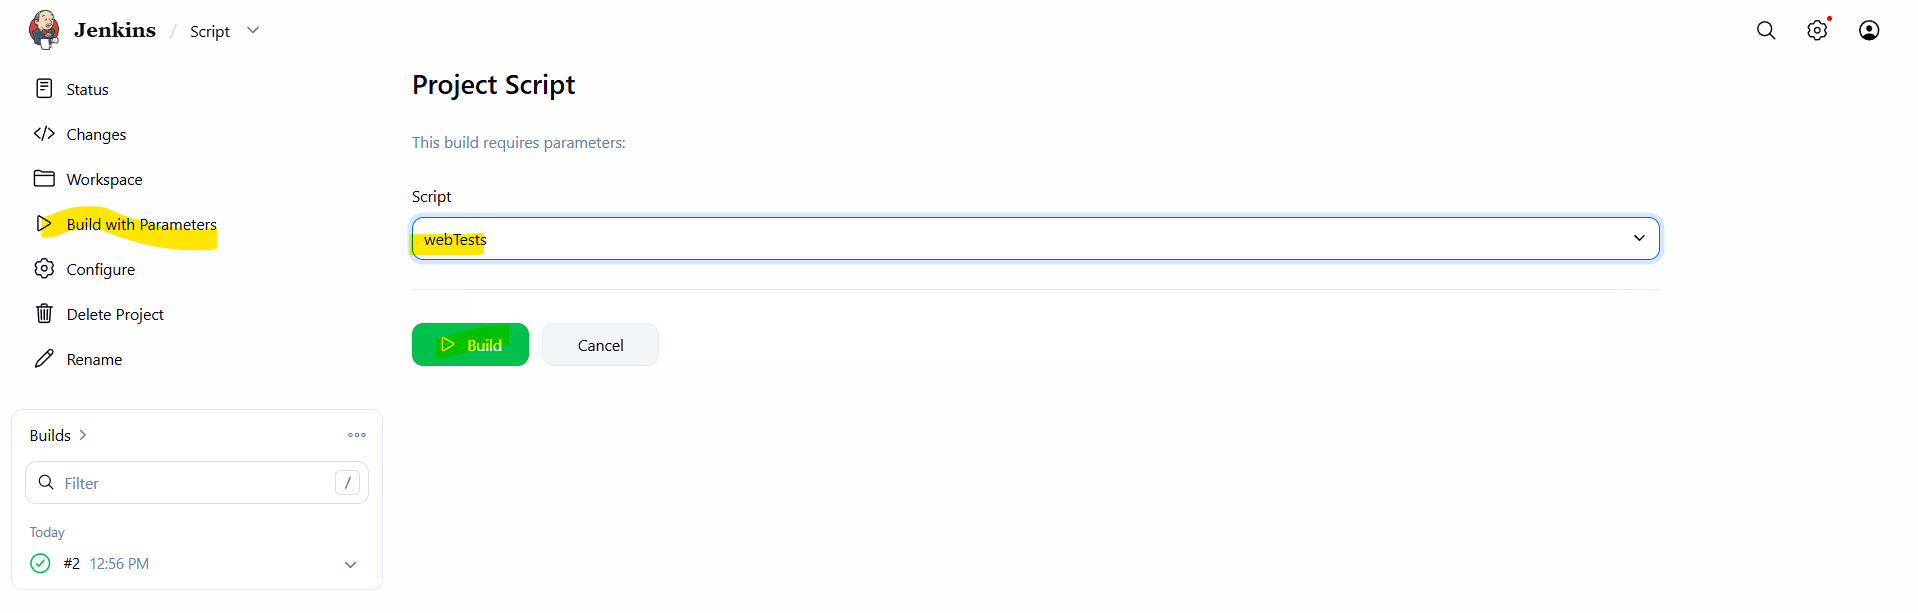 Jenkins / Script
Status
Changes
Workspace
Build with Parameters
Configure
Delete Project
Rename
Builds
Filter /
Today
#2 12:56 PM
Project Script
This build requires parameters:
Script
webTests
Build Cancel